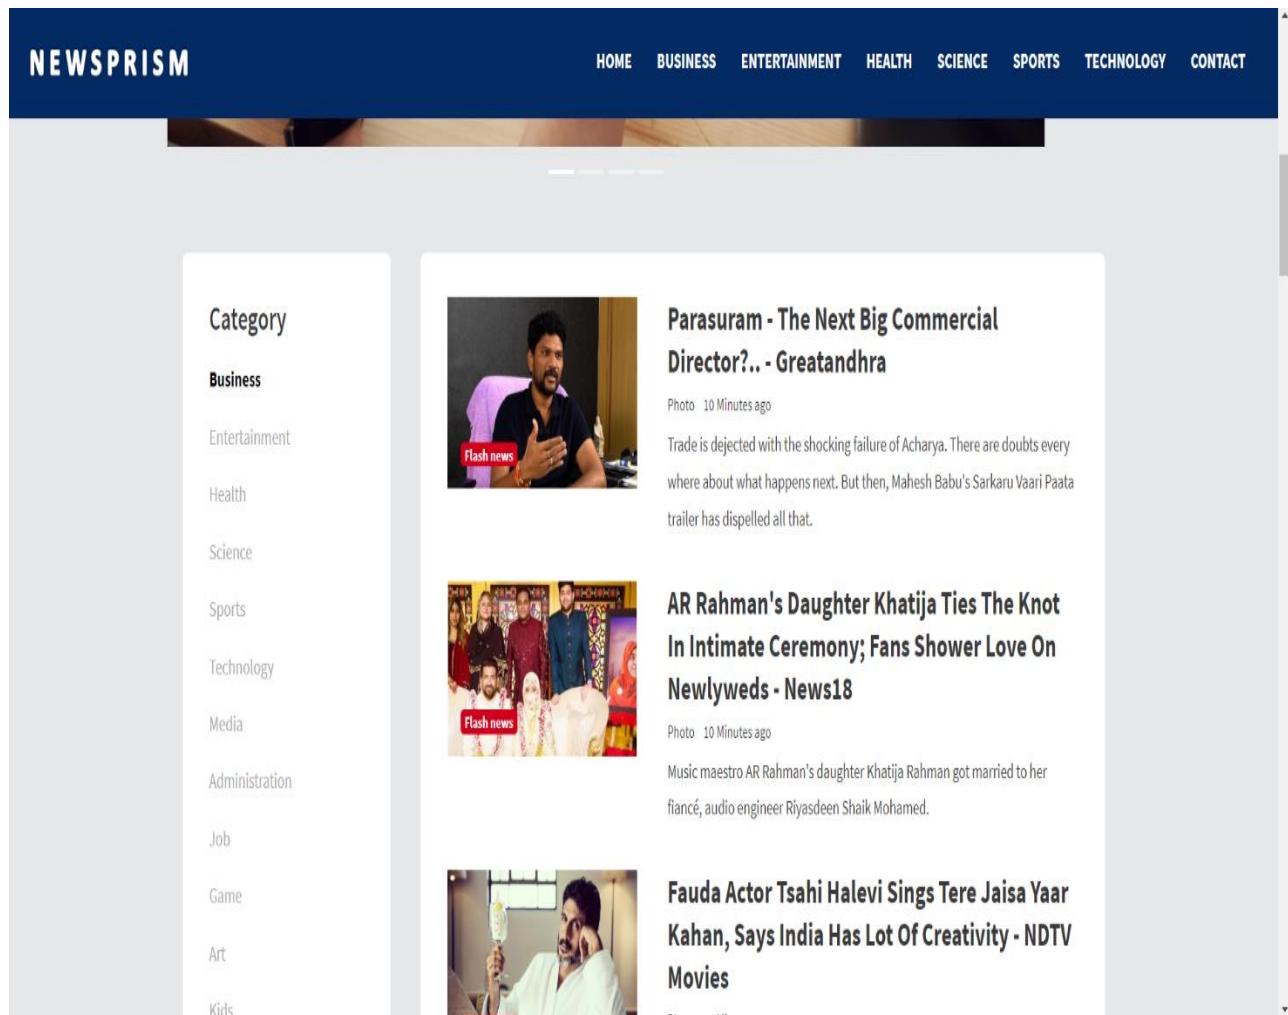 NEWSPRISM
HOME BUSINESS ENTERTAINMENT HEALTH SCIENCE SPORTS TECHNOLOGY CONTACT
Category
Business
Entertainment
Health
Science
Sports
Technology
Media
Administration
Job
Game
Art
Kids
Flash news
Parasuram - The Next Big Commercial
Director?.. - Greatandhra
Photo 10 Minutes ago
Trade is dejected with the shocking failure of Acharya. There are doubts every
where about what happens next. But then, Mahesh Babu's Sarkaru Vaari Paata
trailer has dispelled all that.
Flash news
AR Rahman's Daughter Khatija Ties The Knot
In Intimate Ceremony; Fans Shower Love On
Newlyweds - News18
Photo 10 Minutes ago
Music maestro AR Rahman's daughter Khatija Rahman got married to her
fiancé, audio engineer Riyasdeen Shaik Mohamed.
Fauda Actor Tsahi Halevi Sings Tere Jaisa Yaar
Kahan, Says India Has Lot Of Creativity - NDTV
Movies